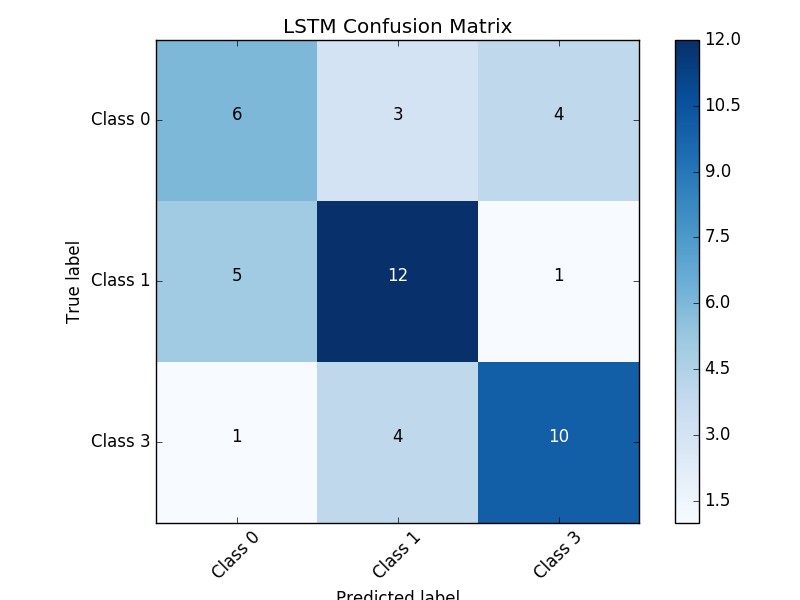 LSTM Confusion Matrix
12.0
Class 0 6 3 4
10.5
9.0
7.5
True label
Class 1 5 12 1
6.0
4.5
Class 3 1 4 10
3.0
1.5
Class 0 Class 1 Class 3
Predicted label